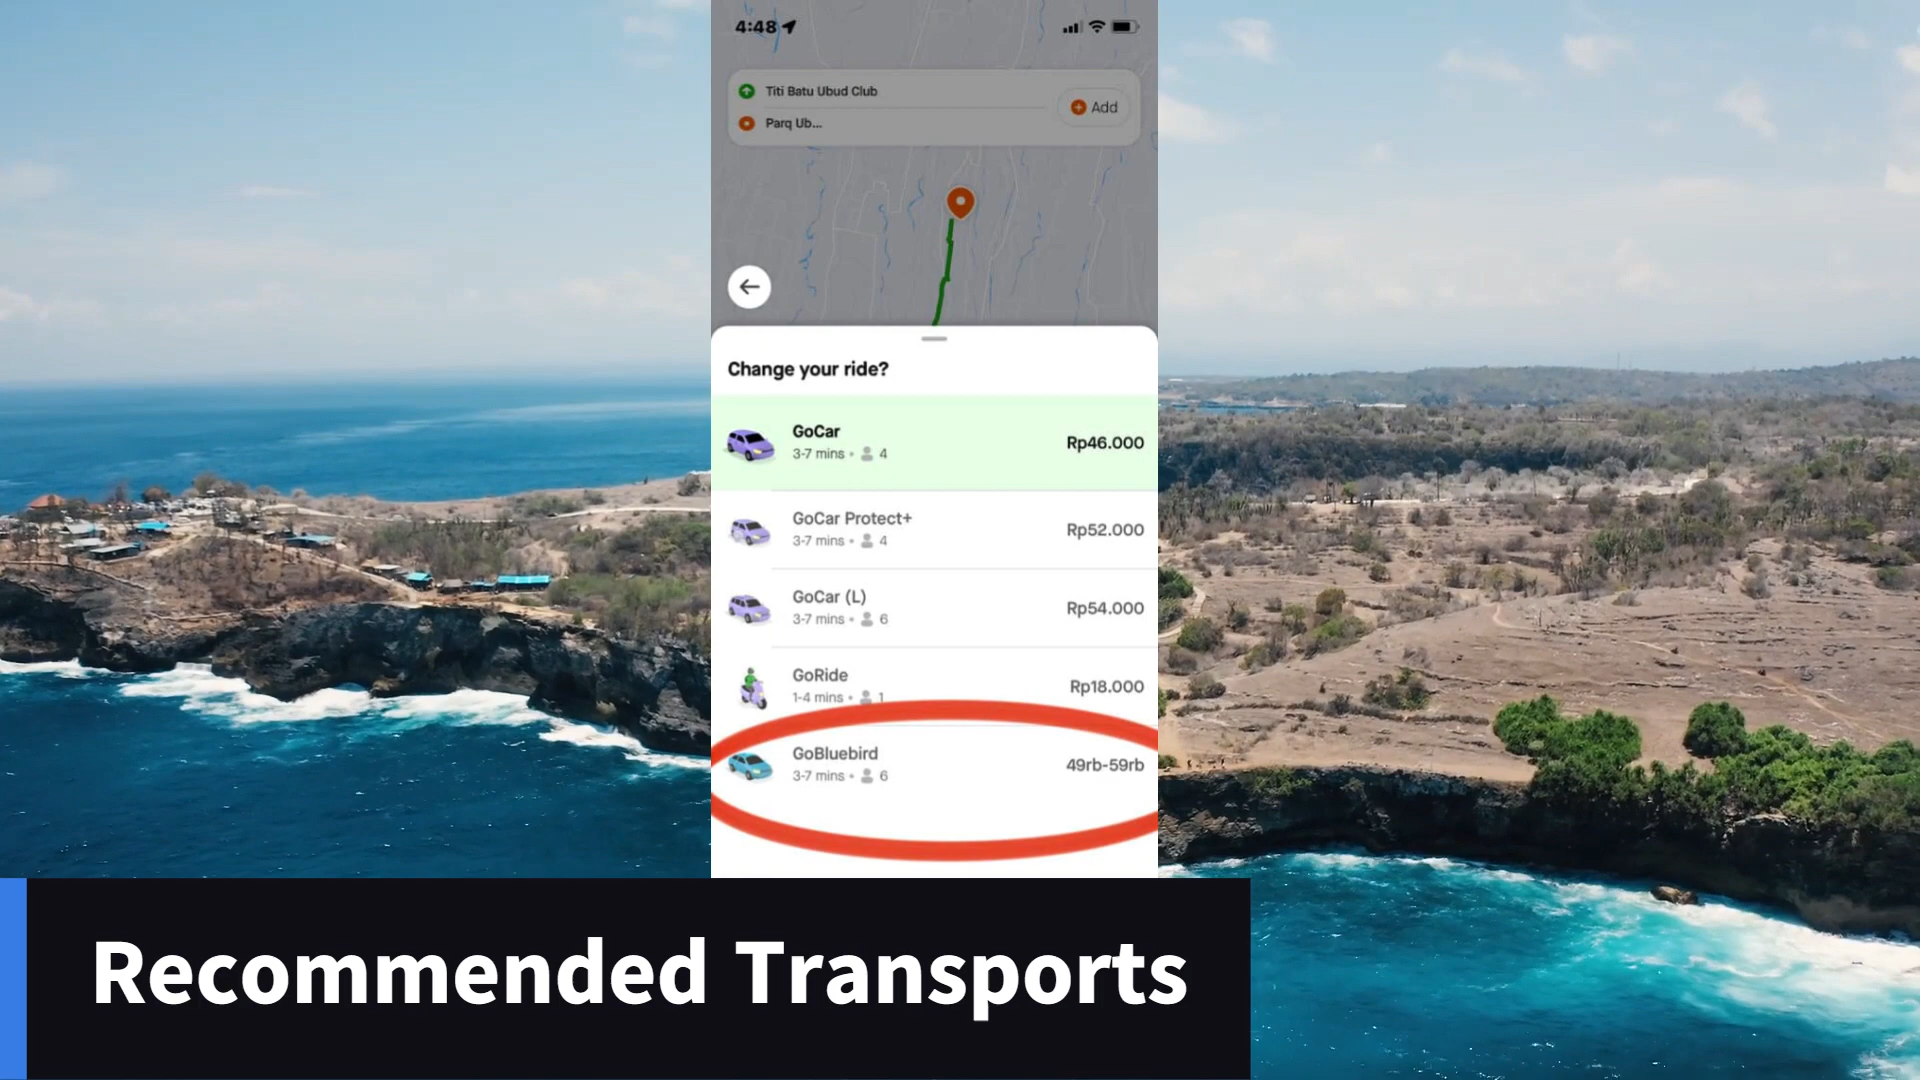 4:48
Titi Batu Ubud Club
Add
Parq Ub...
Change your ride?
GoCar
3-7 mins • 4
Rp46.000
GoCar Protect+
3-7 mins • 4
Rp52.000
GoCar (L)
3-7 mins • 6
Rp54.000
GoRide
1-4 mins • 1
Rp18.000
GoBluebird
3-7 mins • 6
49rb-59rb
Recommended Transports